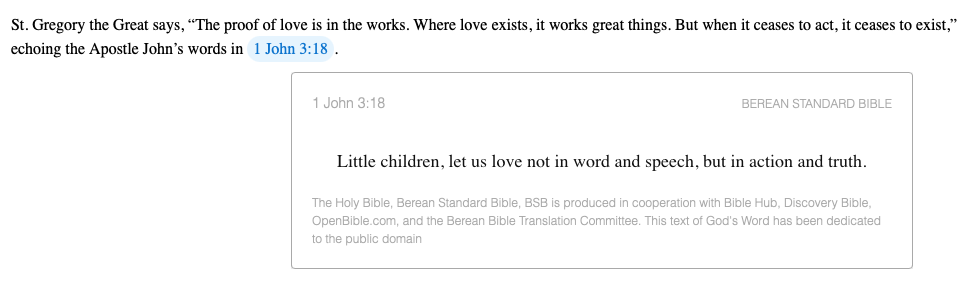 St. Gregory the Great says, “The proof of love is in the works. Where love exists, it works great things. But when it ceases to act, it ceases to exist,”
echoing the Apostle John’s words in 1 John 3:18 .
1 John 3:18 BEREAN STANDARD BIBLE
Little children, let us love not in word and speech, but in action and truth.
The Holy Bible, Berean Standard Bible, BSB is produced in cooperation with Bible Hub, Discovery Bible,
OpenBible.com, and the Berean Bible Translation Committee. This text of God's Word has been dedicated
to the public domain